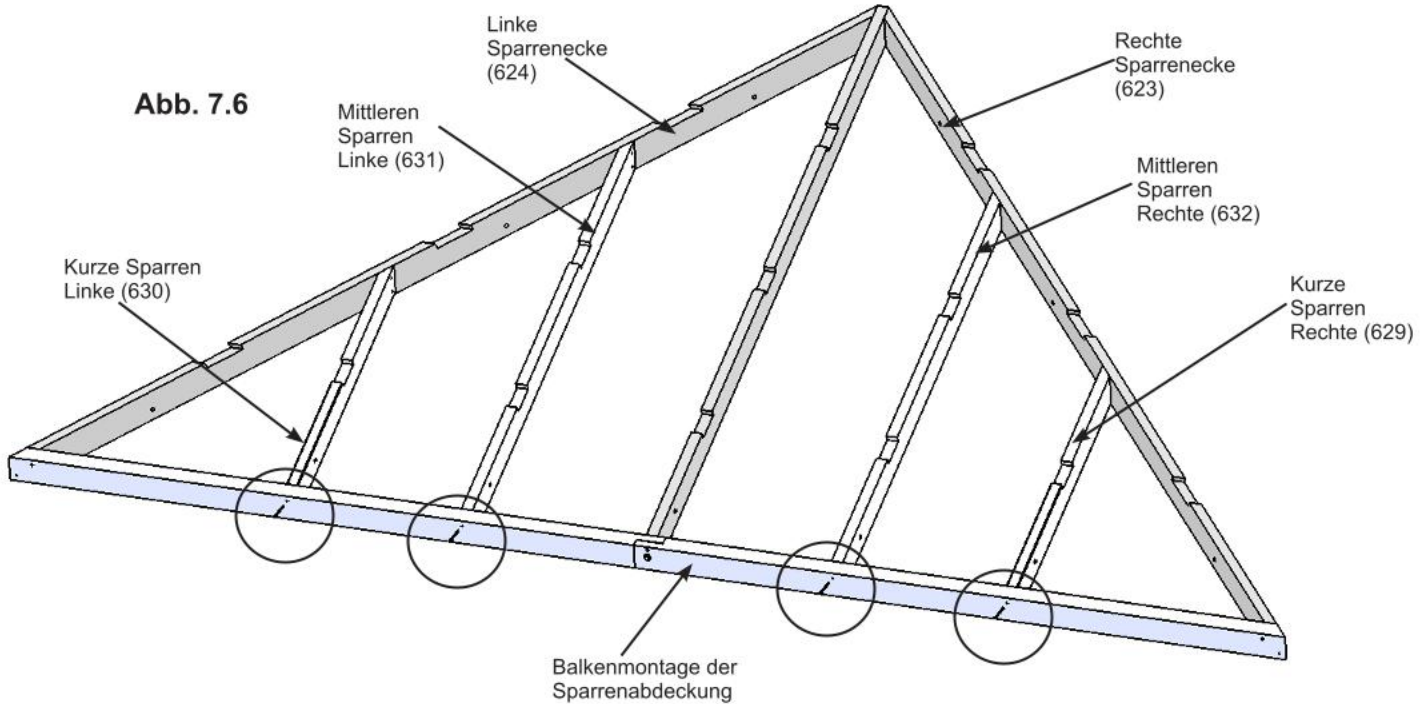 Abb. 7.6
Linke
Sparrenecke
(624)
Rechte
Sparrenecke
(623)
Mittleren
Sparren
Linke (631)
Mittleren
Sparren
Rechte (632)
Kurze Sparren
Linke (630)
Kurze
Sparren
Rechte (629)
Balkenmontage der
Sparrenabdeckung